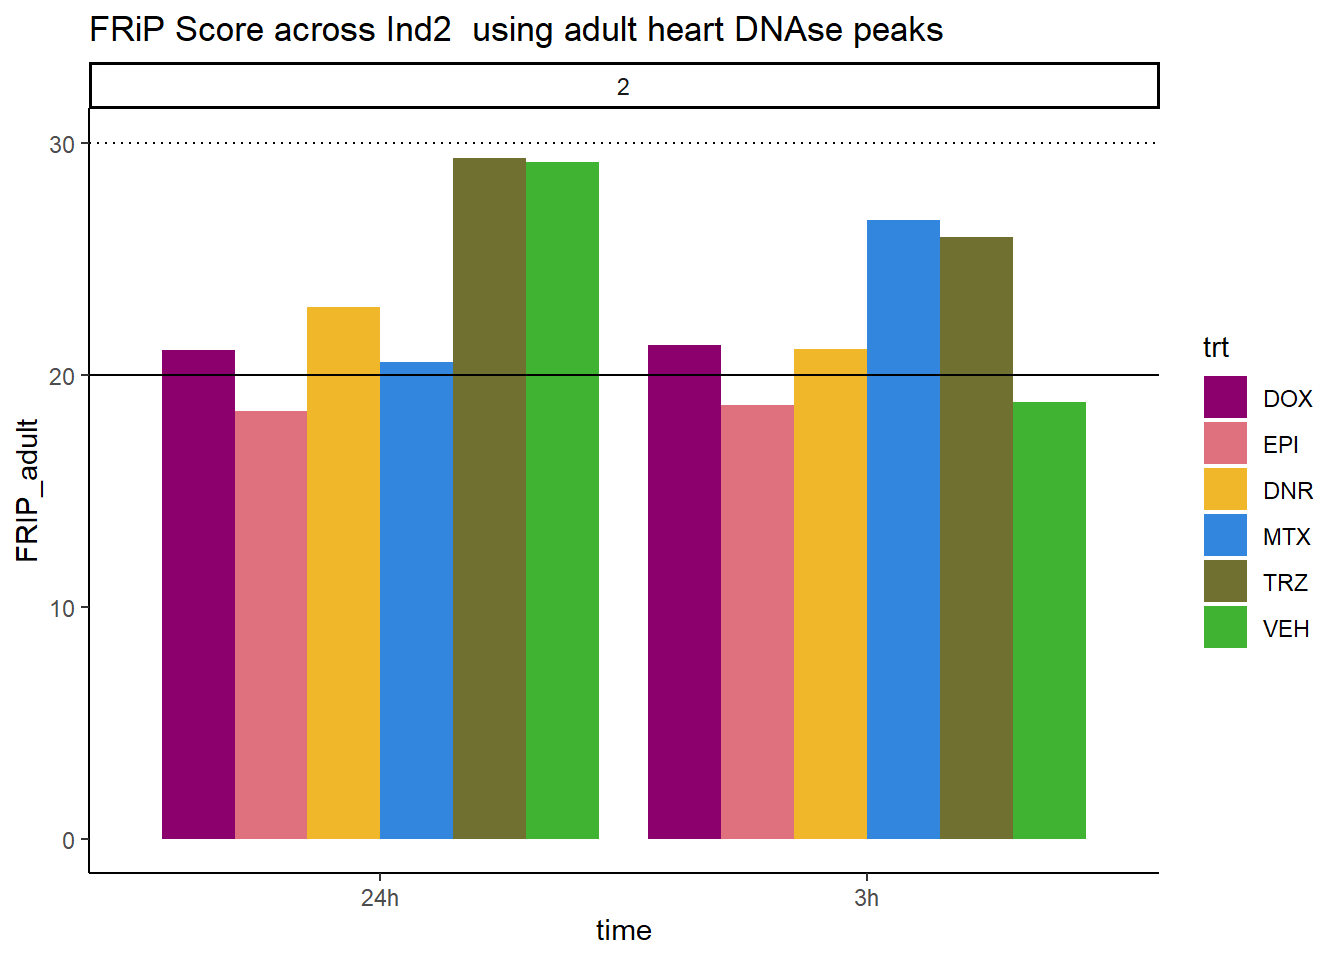 FRiP Score across Ind2  using adult heart DNAse peaks
2
30
20
10
0
FRIP_adult
24h
3h
time
trt
DOX
EPI
DNR
MTX
TRZ
VEH